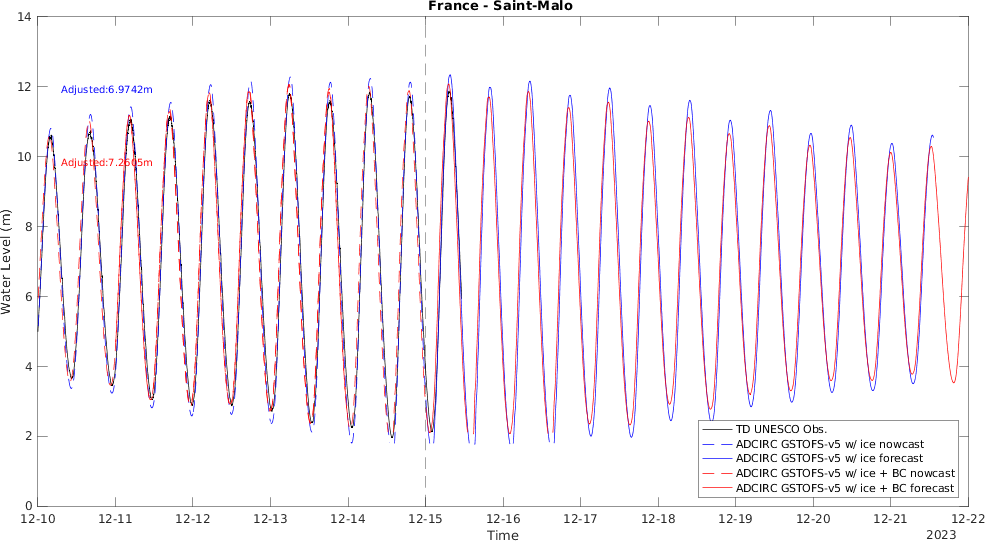 France - Saint-Malo
14
12
10
8
6
4
2
0
Water Level (m)
Adjusted:6.9742m
Adjusted:7.2605m
TD UNESCO Obs.
ADCIRC GSTOFS-v5 w/ ice nowcast
ADCIRC GSTOFS-v5 w/ ice forecast
ADCIRC GSTOFS-v5 w/ ice + BC nowcast
ADCIRC GSTOFS-v5 w/ ice + BC forecast
12-10 12-11 12-12 12-13 12-14 12-15 12-16 12-17 12-18 12-19 12-20 12-21 12-22
Time
2023